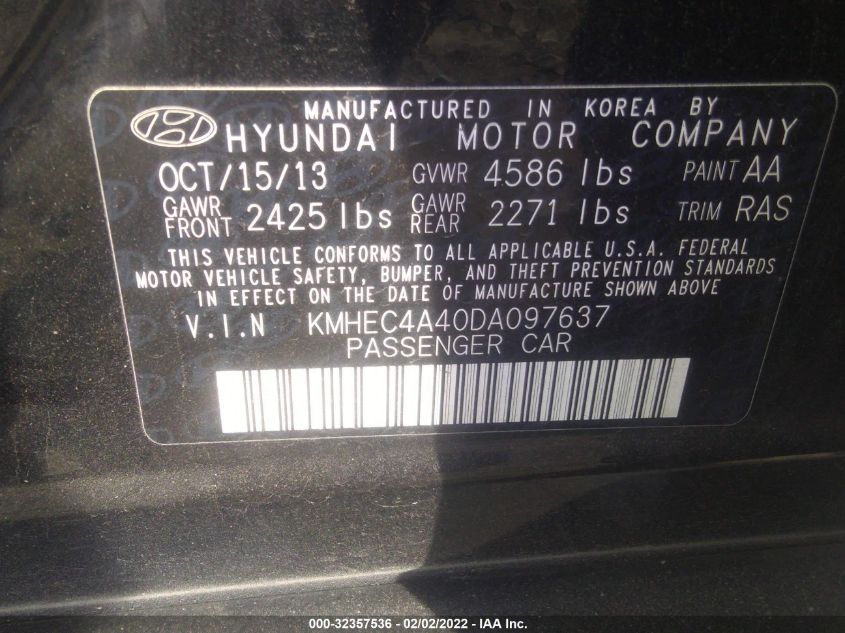 MANUFACTURED IN KOREA BY
HYUNDAI MOTOR COMPANY
OCT/15/13 GVWR 4586 lbs PAINT AA
GAWR FRONT 2425 lbs GAWR REAR 2271 lbs TRIM RAS
THIS VEHICLE CONFORMS TO ALL APPLICABLE U.S.A. FEDERAL
MOTOR VEHICLE SAFETY, BUMPER, AND THEFT PREVENTION STANDARDS
IN EFFECT ON THE DATE OF MANUFACTURE SHOWN ABOVE
V.I.N KMHEC4A40DA097637
PASSENGER CAR
000-32357536 - 02/02/2022 - IAA Inc.